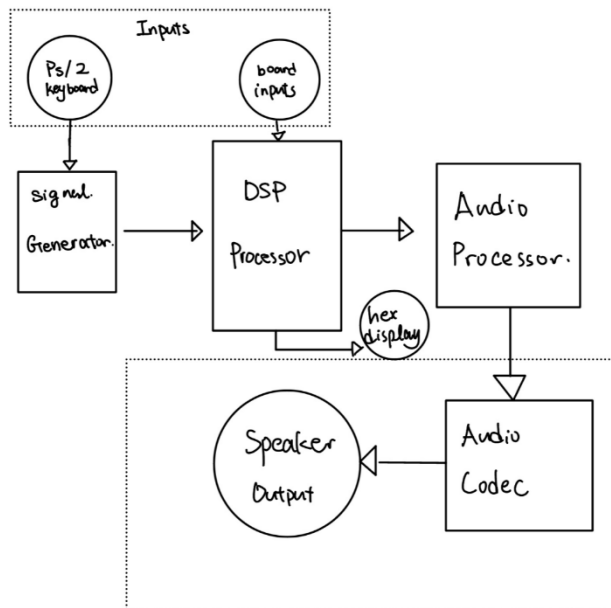 Inputs
Ps/2
keyboard
board
inputs
signal.
Generator.
DSP
Processor
Audio
Processor.
hex
display
Speaker
Output
Audio
Codec